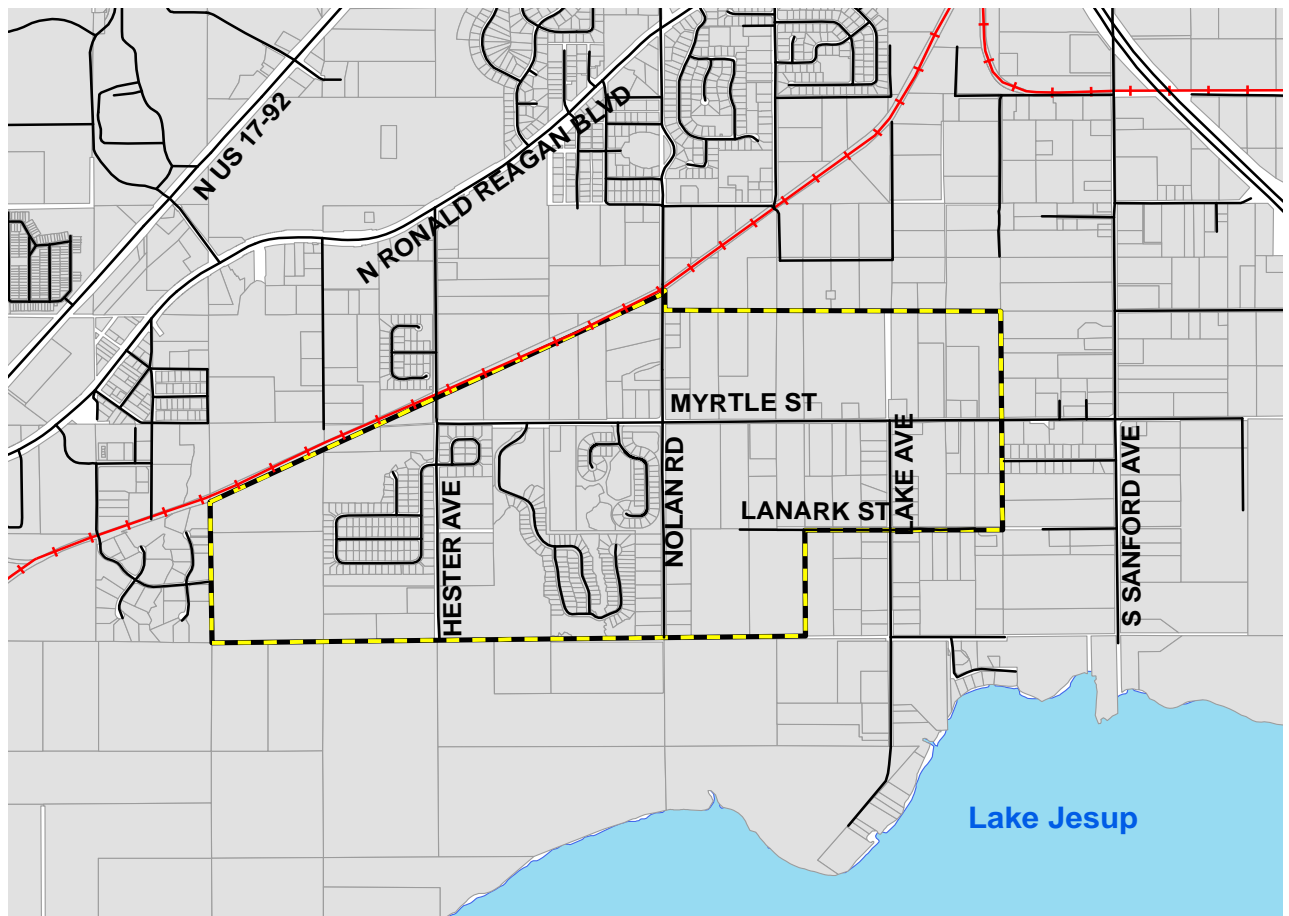 N US 17-92
N RONALD REAGAN BLVD
MYRTLE ST
LAKE AVE
S SANFORD AVE
NOLAN RD
HESTER AVE
LANARK ST
Lake Jesup